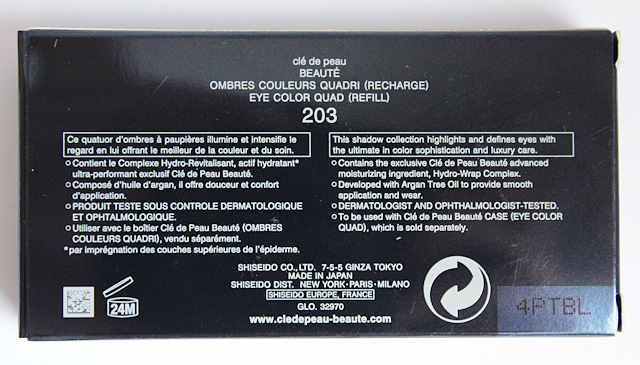 clé de peau
BEAUTÉ
OMBRES COULEURS QUADRI (RECHARGE)
EYE COLOR QUAD (REFILL)
203
Ce quatuor d'ombres à paupières illumine et intensifie le
regard en lui offrant le meilleur de la couleur et du soin.
○Contient le Complexe Hydro-Revitalisant, actif hydratant*
ultra-performant exclusif Clé de Peau Beauté.
○Composé d'huile d'argan, il offre douceur et confort
d'application.
○PRODUIT TESTE SOUS CONTROLE DERMATOLOGIQUE
ET OPHTALMOLOGIQUE.
○Utiliser avec le boîtier Clé de Peau Beauté (OMBRES
COULEURS QUADRI), vendu séparément.
*par imprégnation des couches supérieures de l'épiderme.
This shadow collection highlights and defines eyes with
the ultimate in color sophistication and luxury care.
○Contains the exclusive Clé de Peau Beauté advanced
moisturizing ingredient, Hydro-Wrap Complex.
○Developed with Argan Tree Oil to provide smooth
application and wear.
○DERMATOLOGIST AND OPHTHALMOLOGIST-TESTED.
○To be used with Clé de Peau Beauté CASE (EYE COLOR
QUAD), which is sold separately.
SHISEIDO CO., LTD. 7-5-5 GINZA TOKYO
MADE IN JAPAN
SHISEIDO DIST. NEW YORK·PARIS·MILANO
SHISEIDO EUROPE, FRANCE
GLO. 32970
www.cledepeau-beaute.com
24M
4PTBL